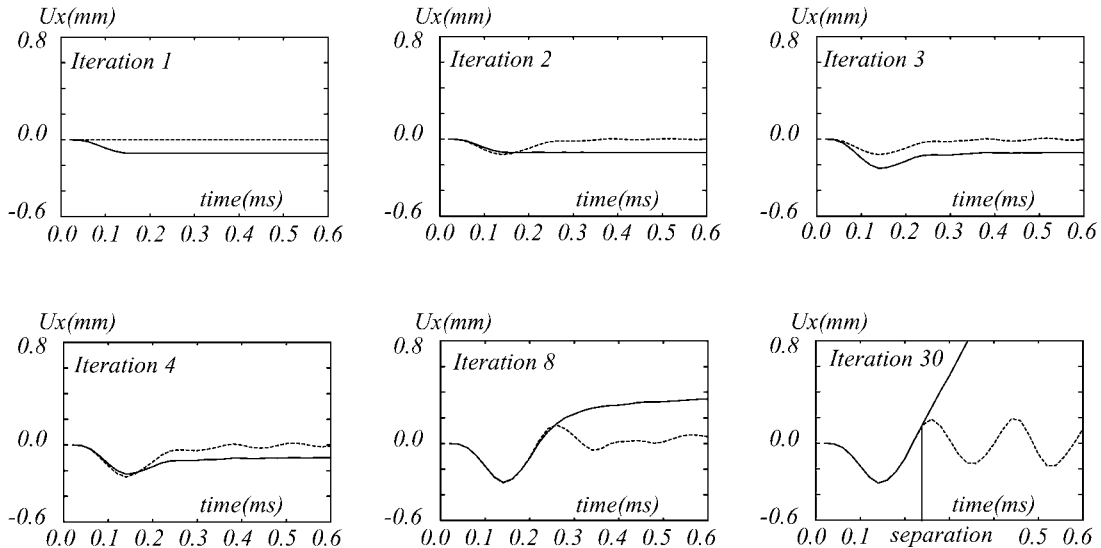 Ux(mm) Ux(mm) Ux(mm)
0.8 0.8 0.8
Iteration 1 Iteration 2 Iteration 3
0.0 0.0 0.0
time(ms) time(ms) time(ms)
-0.6 -0.6 -0.6
0.0 0.1 0.2 0.3 0.4 0.5 0.6 0.0 0.1 0.2 0.3 0.4 0.5 0.6 0.0 0.1 0.2 0.3 0.4 0.5 0.6
Ux(mm) Ux(mm) Ux(mm)
0.8 0.8 0.8
Iteration 4 Iteration 8 Iteration 30
0.0 0.0 0.0
time(ms) time(ms) time(ms)
-0.6 -0.6 -0.6
0.0 0.1 0.2 0.3 0.4 0.5 0.6 0.0 0.1 0.2 0.3 0.4 0.5 0.6 0.0 0.1 0.5 0.6
separation